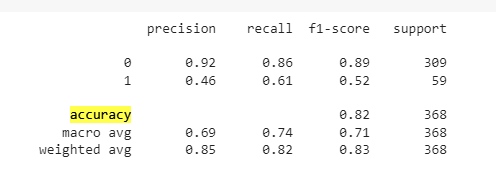 precision recall f1-score support
0 0.92 0.86 0.89 309
1 0.46 0.61 0.52 59
accuracy 0.82 368
macro avg 0.69 0.74 0.71 368
weighted avg 0.85 0.82 0.83 368